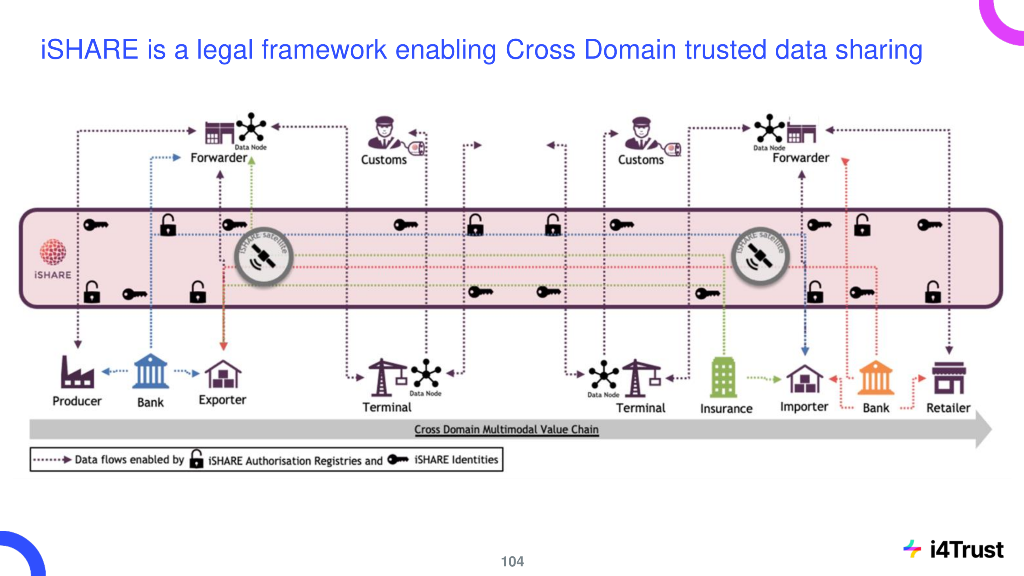 iSHARE is a legal framework enabling Cross Domain trusted data sharing
Data Node
Forwarder
Customs
Customs
Data Node
Forwarder
iSHARE
iSHARE Satellite
iSHARE Satellite
Producer
Bank
Exporter
Terminal
Data Node
Data Node
Terminal
Insurance
Importer
Bank
Retailer
Cross Domain Multimodal Value Chain
Data flows enabled by iSHARE Authorisation Registries and iSHARE Identities
104
i4Trust